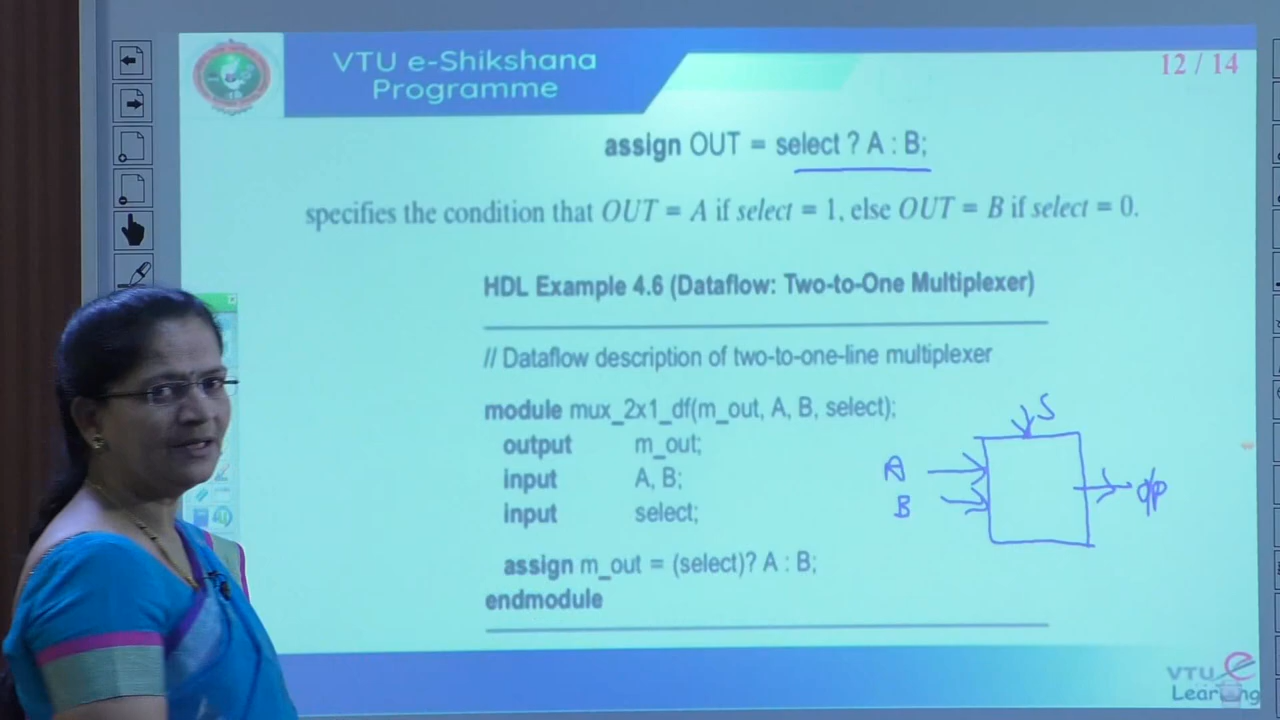 VTU e-Shikshana
Programme
12 / 14
assign OUT = select ? A : B;
specifies the condition that OUT = A if select = 1, else OUT = B if select = 0.
HDL Example 4.6 (Dataflow: Two-to-One Multiplexer)
// Dataflow description of two-to-one-line multiplexer
module mux_2x1_df(m_out, A, B, select);
output m_out;
input A, B;
input select;
assign m_out = (select)? A : B;
endmodule
S
A
B
o/p
VTU e
Learning